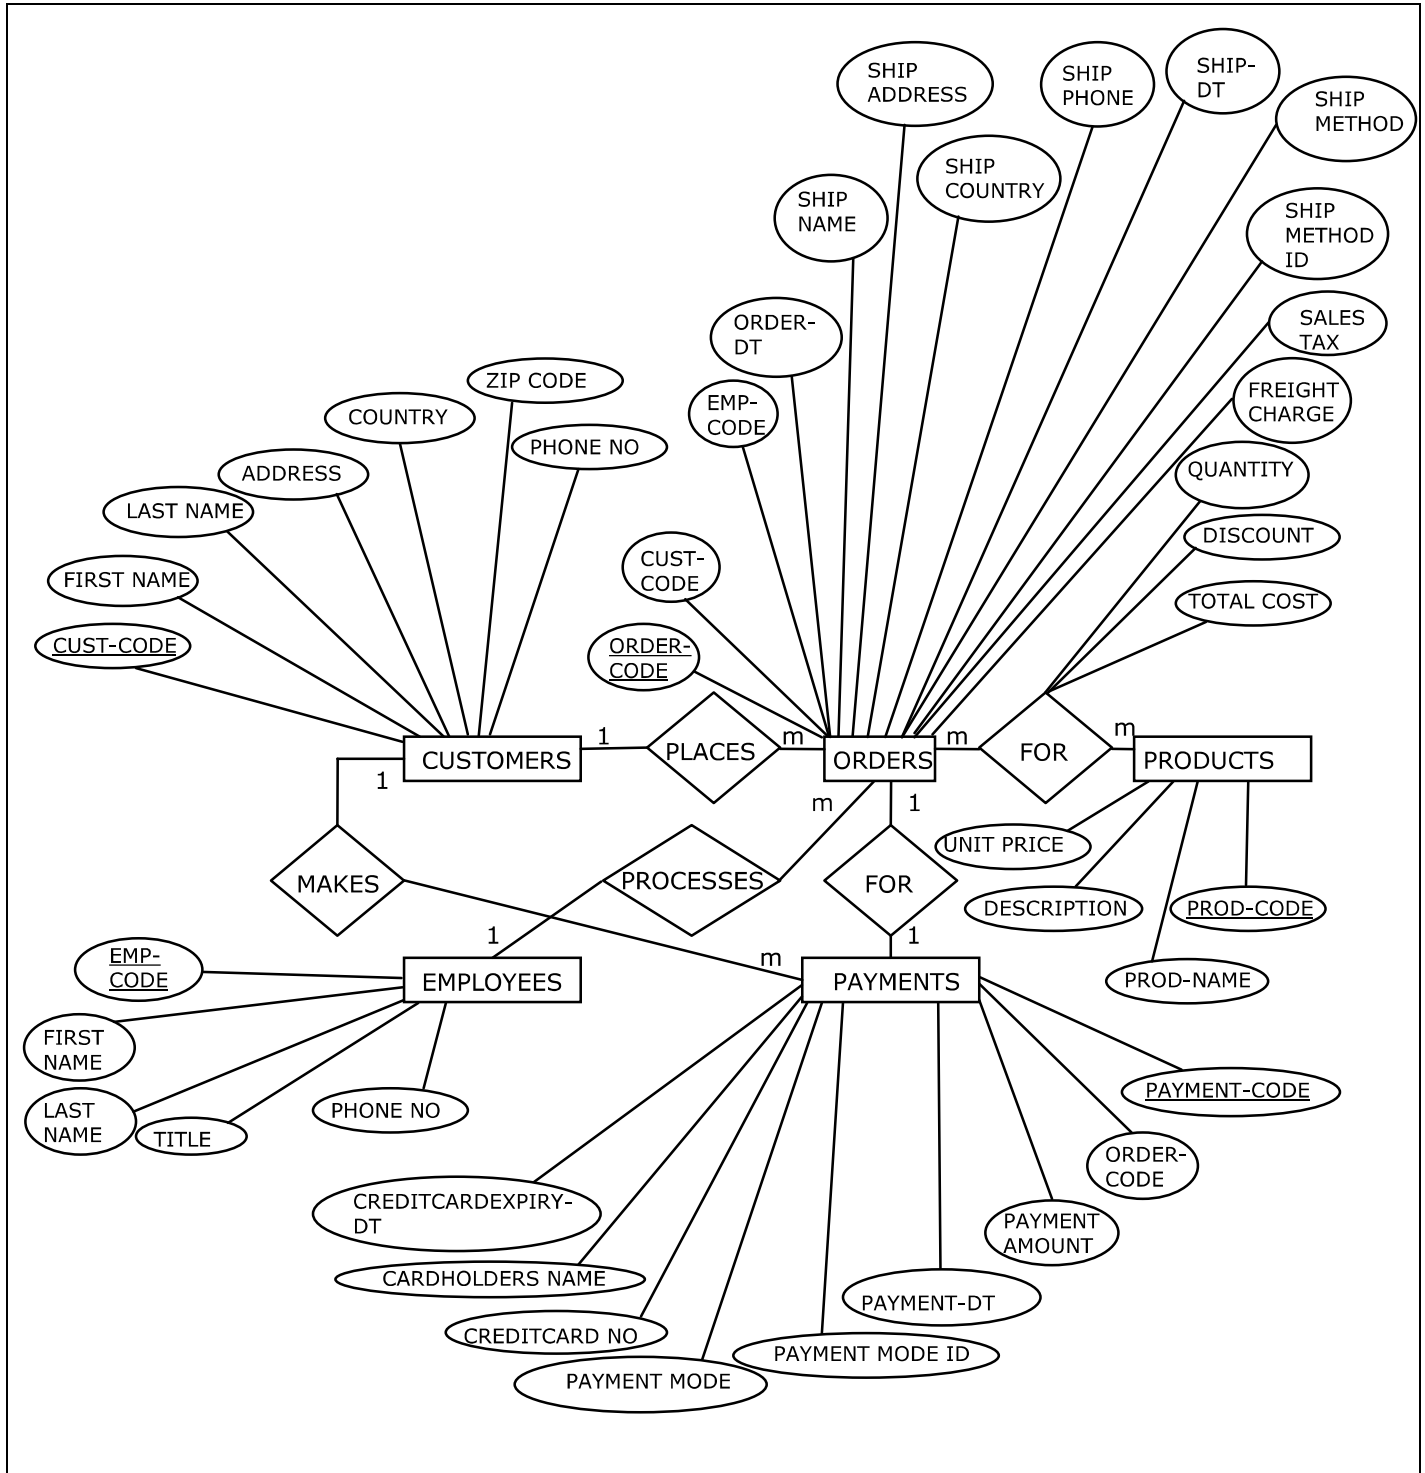 SHIP
ADDRESS
SHIP
PHONE
SHIP-
DT
SHIP
METHOD
SHIP
COUNTRY
SHIP
NAME
SHIP
METHOD
ID
ORDER-
DT
SALES
TAX
ZIP CODE
COUNTRY
EMP-
CODE
FREIGHT
CHARGE
PHONE NO
ADDRESS
QUANTITY
LAST NAME
DISCOUNT
FIRST NAME
CUST-
CODE
TOTAL COST
CUST-CODE
ORDER-
CODE
CUSTOMERS
1
PLACES
m
ORDERS
m
FOR
m
PRODUCTS
1
m
1
UNIT PRICE
MAKES
PROCESSES
FOR
DESCRIPTION
PROD-CODE
1
1
m
EMP-
CODE
EMPLOYEES
PAYMENTS
PROD-NAME
FIRST
NAME
PAYMENT-CODE
LAST
NAME
TITLE
PHONE NO
ORDER-
CODE
CREDITCARDEXPIRY-
DT
PAYMENT
AMOUNT
CARDHOLDERS NAME
PAYMENT-DT
CREDITCARD NO
PAYMENT MODE ID
PAYMENT MODE